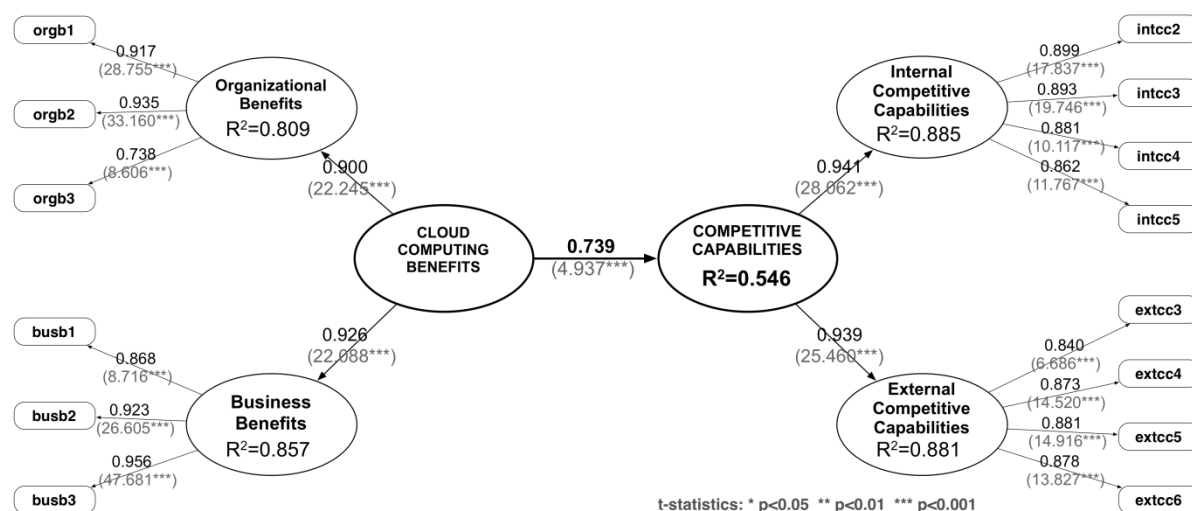 orgb1
0.917
(28.755***)
orgb2
0.935
(33.160***)
0.738
(8.606***)
orgb3
Organizational
Benefits
R²=0.809
0.900
(22.245***)
CLOUD
COMPUTING
BENEFITS
0.926
(22.088***)
busb1
0.868
(8.716***)
busb2
0.923
(26.605***)
0.956
(47.681***)
busb3
Business
Benefits
R²=0.857
0.739
(4.937***)
COMPETITIVE
CAPABILITIES
R²=0.546
0.941
(28.062***)
Internal
Competitive
Capabilities
R²=0.885
intcc2
0.899
(17.837***)
intcc3
0.893
(19.746***)
0.881
(10.117***)
intcc4
0.862
(11.767***)
intcc5
0.939
(25.460***)
External
Competitive
Capabilities
R²=0.881
extcc3
0.840
(6.686***)
extcc4
0.873
(14.520***)
0.881
extcc5
(14.916***)
0.878
(13.827***)
extcc6
t-statistics: * p<0.05 ** p<0.01 *** p<0.001